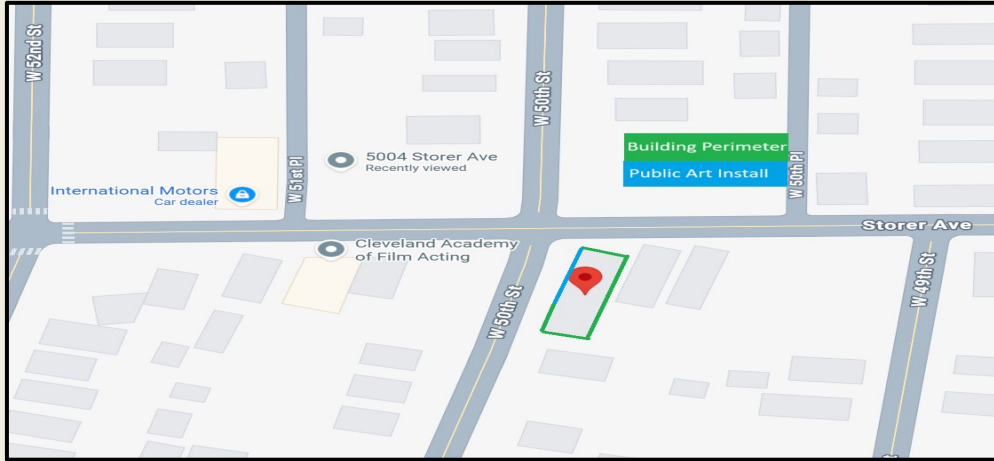 W 52nd St
W 51st Pl
W 50th St
W 50th Pl
Building Perimeter
Public Art Install
5004 Storer Ave
Recently viewed
International Motors
Car dealer
Storer Ave
Cleveland Academy
of Film Acting
W 50th St
W 49th St